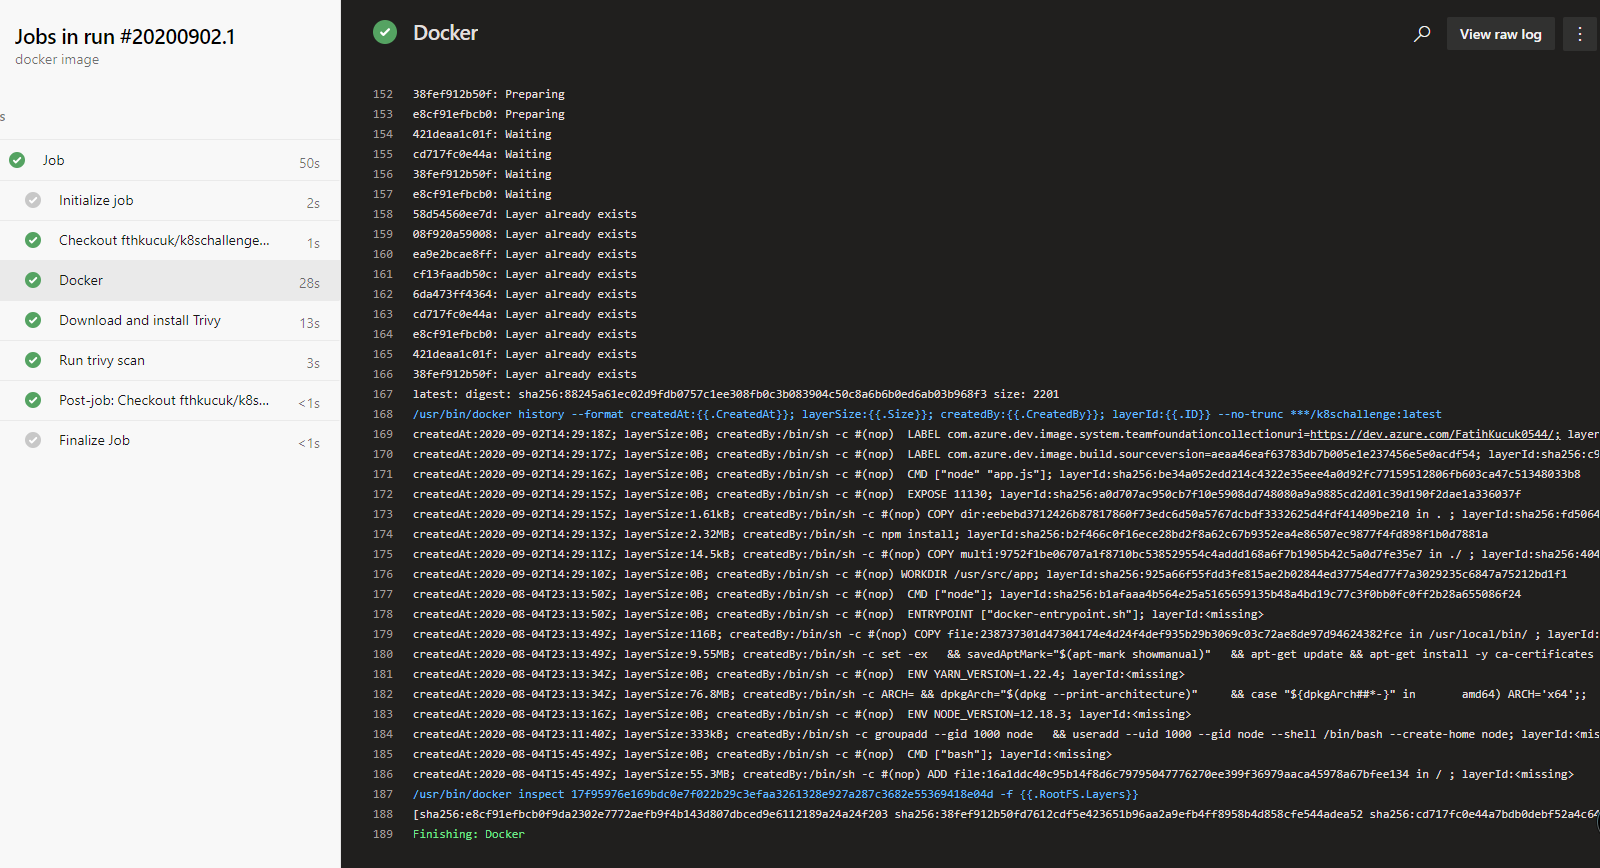 Jobs in run #20200902.1
docker image
s
Job 50s
Initialize job 2s
Checkout fthkucuk/k8schallenge... 1s
Docker 28s
Download and install Trivy 13s
Run trivy scan 3s
Post-job: Checkout fthkucuk/k8s... <1s
Finalize Job <1s
Docker
View raw log
152 38fef912b50f: Preparing
153 e8cf91efbcb0: Preparing
154 421deaa1c01f: Waiting
155 cd717fc0e44a: Waiting
156 38fef912b50f: Waiting
157 e8cf91efbcb0: Waiting
158 58d54560ee7d: Layer already exists
159 08f920a59008: Layer already exists
160 ea9e2bcae8ff: Layer already exists
161 cf13faadb50c: Layer already exists
162 6da473ff4364: Layer already exists
163 cd717fc0e44a: Layer already exists
164 e8cf91efbcb0: Layer already exists
165 421deaa1c01f: Layer already exists
166 38fef912b50f: Layer already exists
167 latest: digest: sha256:88245a61ec02d9fdb0757c1ee308fb0c3b083904c50c8a6b6b0ed6ab03b968f3 size: 2201
168 /usr/bin/docker history --format createdAt:{{.CreatedAt}}; layerSize:{{.Size}}; createdBy:{{.CreatedBy}}; layerId:{{.ID}} --no-trunc ***/k8schallenge:latest
169 createdAt:2020-09-02T14:29:18Z; layerSize:0B; createdBy:/bin/sh -c #(nop)  LABEL com.azure.dev.image.system.teamfoundationcollectionuri=https://dev.azure.com/FatihKucuk0544/; layer
170 createdAt:2020-09-02T14:29:17Z; layerSize:0B; createdBy:/bin/sh -c #(nop)  LABEL com.azure.dev.image.build.sourceversion=aeaa46eaf63783db7b005e1e237456e5e0acdf54; layerId:sha256:c9
171 createdAt:2020-09-02T14:29:16Z; layerSize:0B; createdBy:/bin/sh -c #(nop)  CMD ["node" "app.js"]; layerId:sha256:be34a052edd214c4322e35eee4a0d92fc77159512806fb603ca47c51348033b8
172 createdAt:2020-09-02T14:29:15Z; layerSize:0B; createdBy:/bin/sh -c #(nop)  EXPOSE 11130; layerId:sha256:a0d707ac950cb7f10e5908dd748080a9a9885cd2d01c39d190f2dae1a336037f
173 createdAt:2020-09-02T14:29:15Z; layerSize:1.61kB; createdBy:/bin/sh -c #(nop) COPY dir:eebebd3712426b87817860f73edc6d50a5767dcbdf3332625d4fdf41409be210 in . ; layerId:sha256:fd5064
174 createdAt:2020-09-02T14:29:13Z; layerSize:2.32MB; createdBy:/bin/sh -c npm install; layerId:sha256:b2f466c0f16ece28bd2f8a62c67b9352ea4e86507ec9877f4fd898f1b0d7881a
175 createdAt:2020-09-02T14:29:11Z; layerSize:14.5kB; createdBy:/bin/sh -c #(nop) COPY multi:9752f1be06707a1f8710bc538529554c4addd168a6f7b1905b42c5a0d7fe35e7 in ./ ; layerId:sha256:404
176 createdAt:2020-09-02T14:29:10Z; layerSize:0B; createdBy:/bin/sh -c #(nop) WORKDIR /usr/src/app; layerId:sha256:925a66f55fdd3fe815ae2b02844ed37754ed77f7a3029235c6847a75212bd1f1
177 createdAt:2020-08-04T23:13:50Z; layerSize:0B; createdBy:/bin/sh -c #(nop)  CMD ["node"]; layerId:sha256:b1afaaa4b564e25a5165659135b48a4bd19c77c3f0bb0fc0ff2b28a655086f24
178 createdAt:2020-08-04T23:13:50Z; layerSize:0B; createdBy:/bin/sh -c #(nop)  ENTRYPOINT ["docker-entrypoint.sh"]; layerId:<missing>
179 createdAt:2020-08-04T23:13:49Z; layerSize:116B; createdBy:/bin/sh -c #(nop) COPY file:238737301d47304174e4d24f4def935b29b3069c03c72ae8de97d94624382fce in /usr/local/bin/ ; layerId:
180 createdAt:2020-08-04T23:13:49Z; layerSize:9.55MB; createdBy:/bin/sh -c set -ex   && savedAptMark="$(apt-mark showmanual)"   && apt-get update && apt-get install -y ca-certificates
181 createdAt:2020-08-04T23:13:34Z; layerSize:0B; createdBy:/bin/sh -c #(nop)  ENV YARN_VERSION=1.22.4; layerId:<missing>
182 createdAt:2020-08-04T23:13:34Z; layerSize:76.8MB; createdBy:/bin/sh -c ARCH= && dpkgArch="$(dpkg --print-architecture)"     && case "${dpkgArch##*-}" in       amd64) ARCH='x64';;
183 createdAt:2020-08-04T23:13:16Z; layerSize:0B; createdBy:/bin/sh -c #(nop)  ENV NODE_VERSION=12.18.3; layerId:<missing>
184 createdAt:2020-08-04T23:11:40Z; layerSize:333kB; createdBy:/bin/sh -c groupadd --gid 1000 node   && useradd --uid 1000 --gid node --shell /bin/bash --create-home node; layerId:<mis
185 createdAt:2020-08-04T15:45:49Z; layerSize:0B; createdBy:/bin/sh -c #(nop)  CMD ["bash"]; layerId:<missing>
186 createdAt:2020-08-04T15:45:49Z; layerSize:55.3MB; createdBy:/bin/sh -c #(nop) ADD file:16a1ddc40c95b14f8d6c79795047776270ee399f36979aaca45978a67bfee134 in / ; layerId:<missing>
187 /usr/bin/docker inspect 17f95976e169bdc0e7f022b29c3efaa3261328e927a287c3682e55369418e04d -f {{.RootFS.Layers}}
188 [sha256:e8cf91efbcb0f9da2302e7772aefb9f4b143d807dbced9e6112189a24a24f203 sha256:38fef912b50fd7612cdf5e423651b96aa2a9efb4ff8958b4d858cfe544adea52 sha256:cd717fc0e44a7bdb0debf52a4c64
189 Finishing: Docker